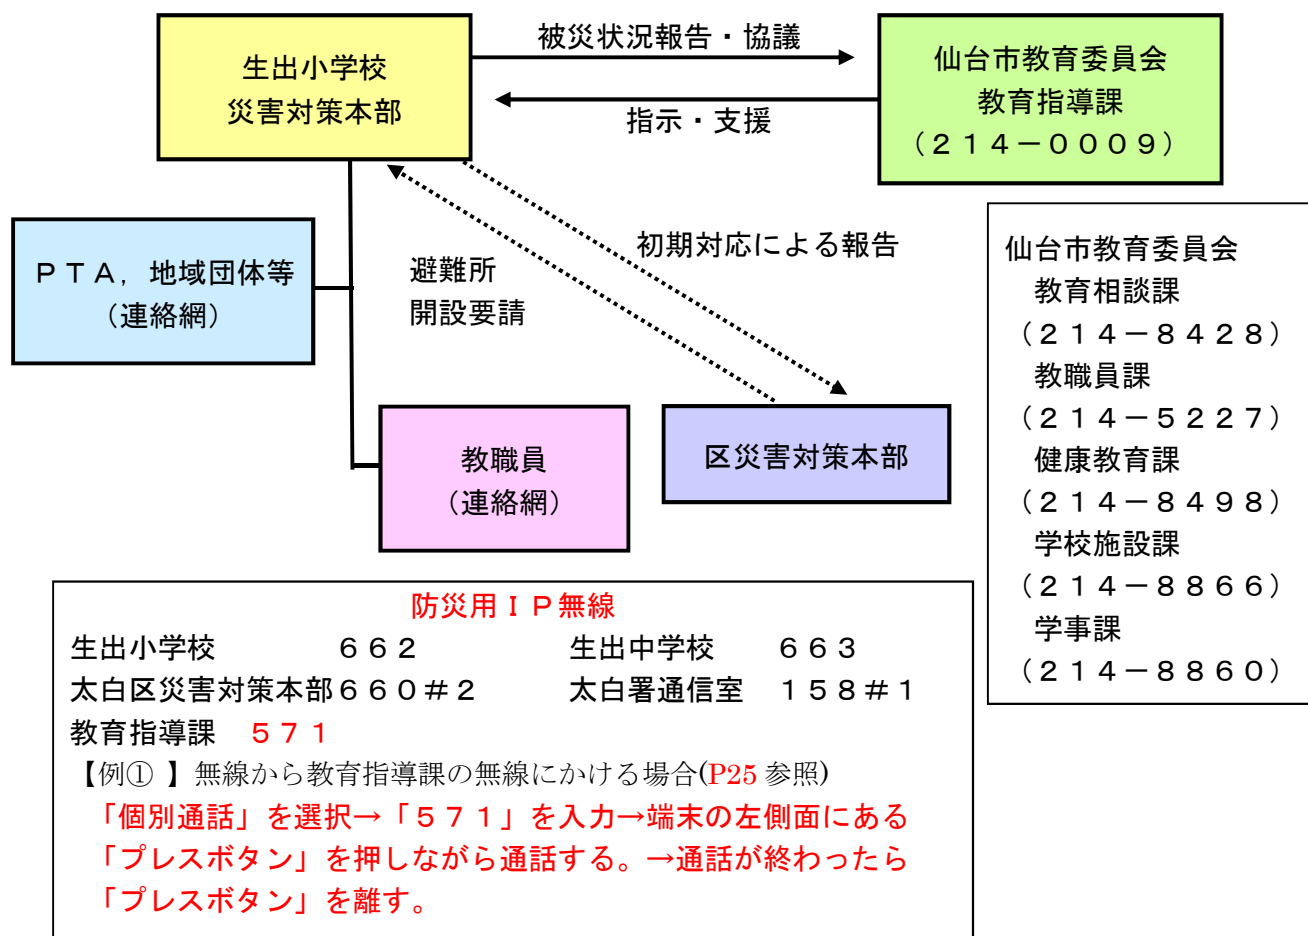 生出小学校
災害対策本部
被災状況報告・協議
指示・支援
仙台市教育委員会
教育指導課
(２１４－０００９)
ＰＴＡ，地域団体等
(連絡網)
避難所
開設要請
初期対応による報告
教職員
(連絡網)
区災害対策本部
仙台市教育委員会
教育相談課
(２１４－８４２８)
教職員課
(２１４－５２２７)
健康教育課
(２１４－８４９８)
学校施設課
(２１４－８８６６)
学事課
(２１４－８８６０)
防災用ＩＰ無線
生出小学校　６６２　生出中学校　６６３
太白区災害対策本部６６０＃２　太白署通信室　１５８＃１
教育指導課　５７１
【例① 】無線から教育指導課の無線にかける場合(P25 参照)
「個別通話」を選択→「５７１」を入力→端末の左側面にある
「プレスボタン」を押しながら通話する。→通話が終わったら
「プレスボタン」を離す。